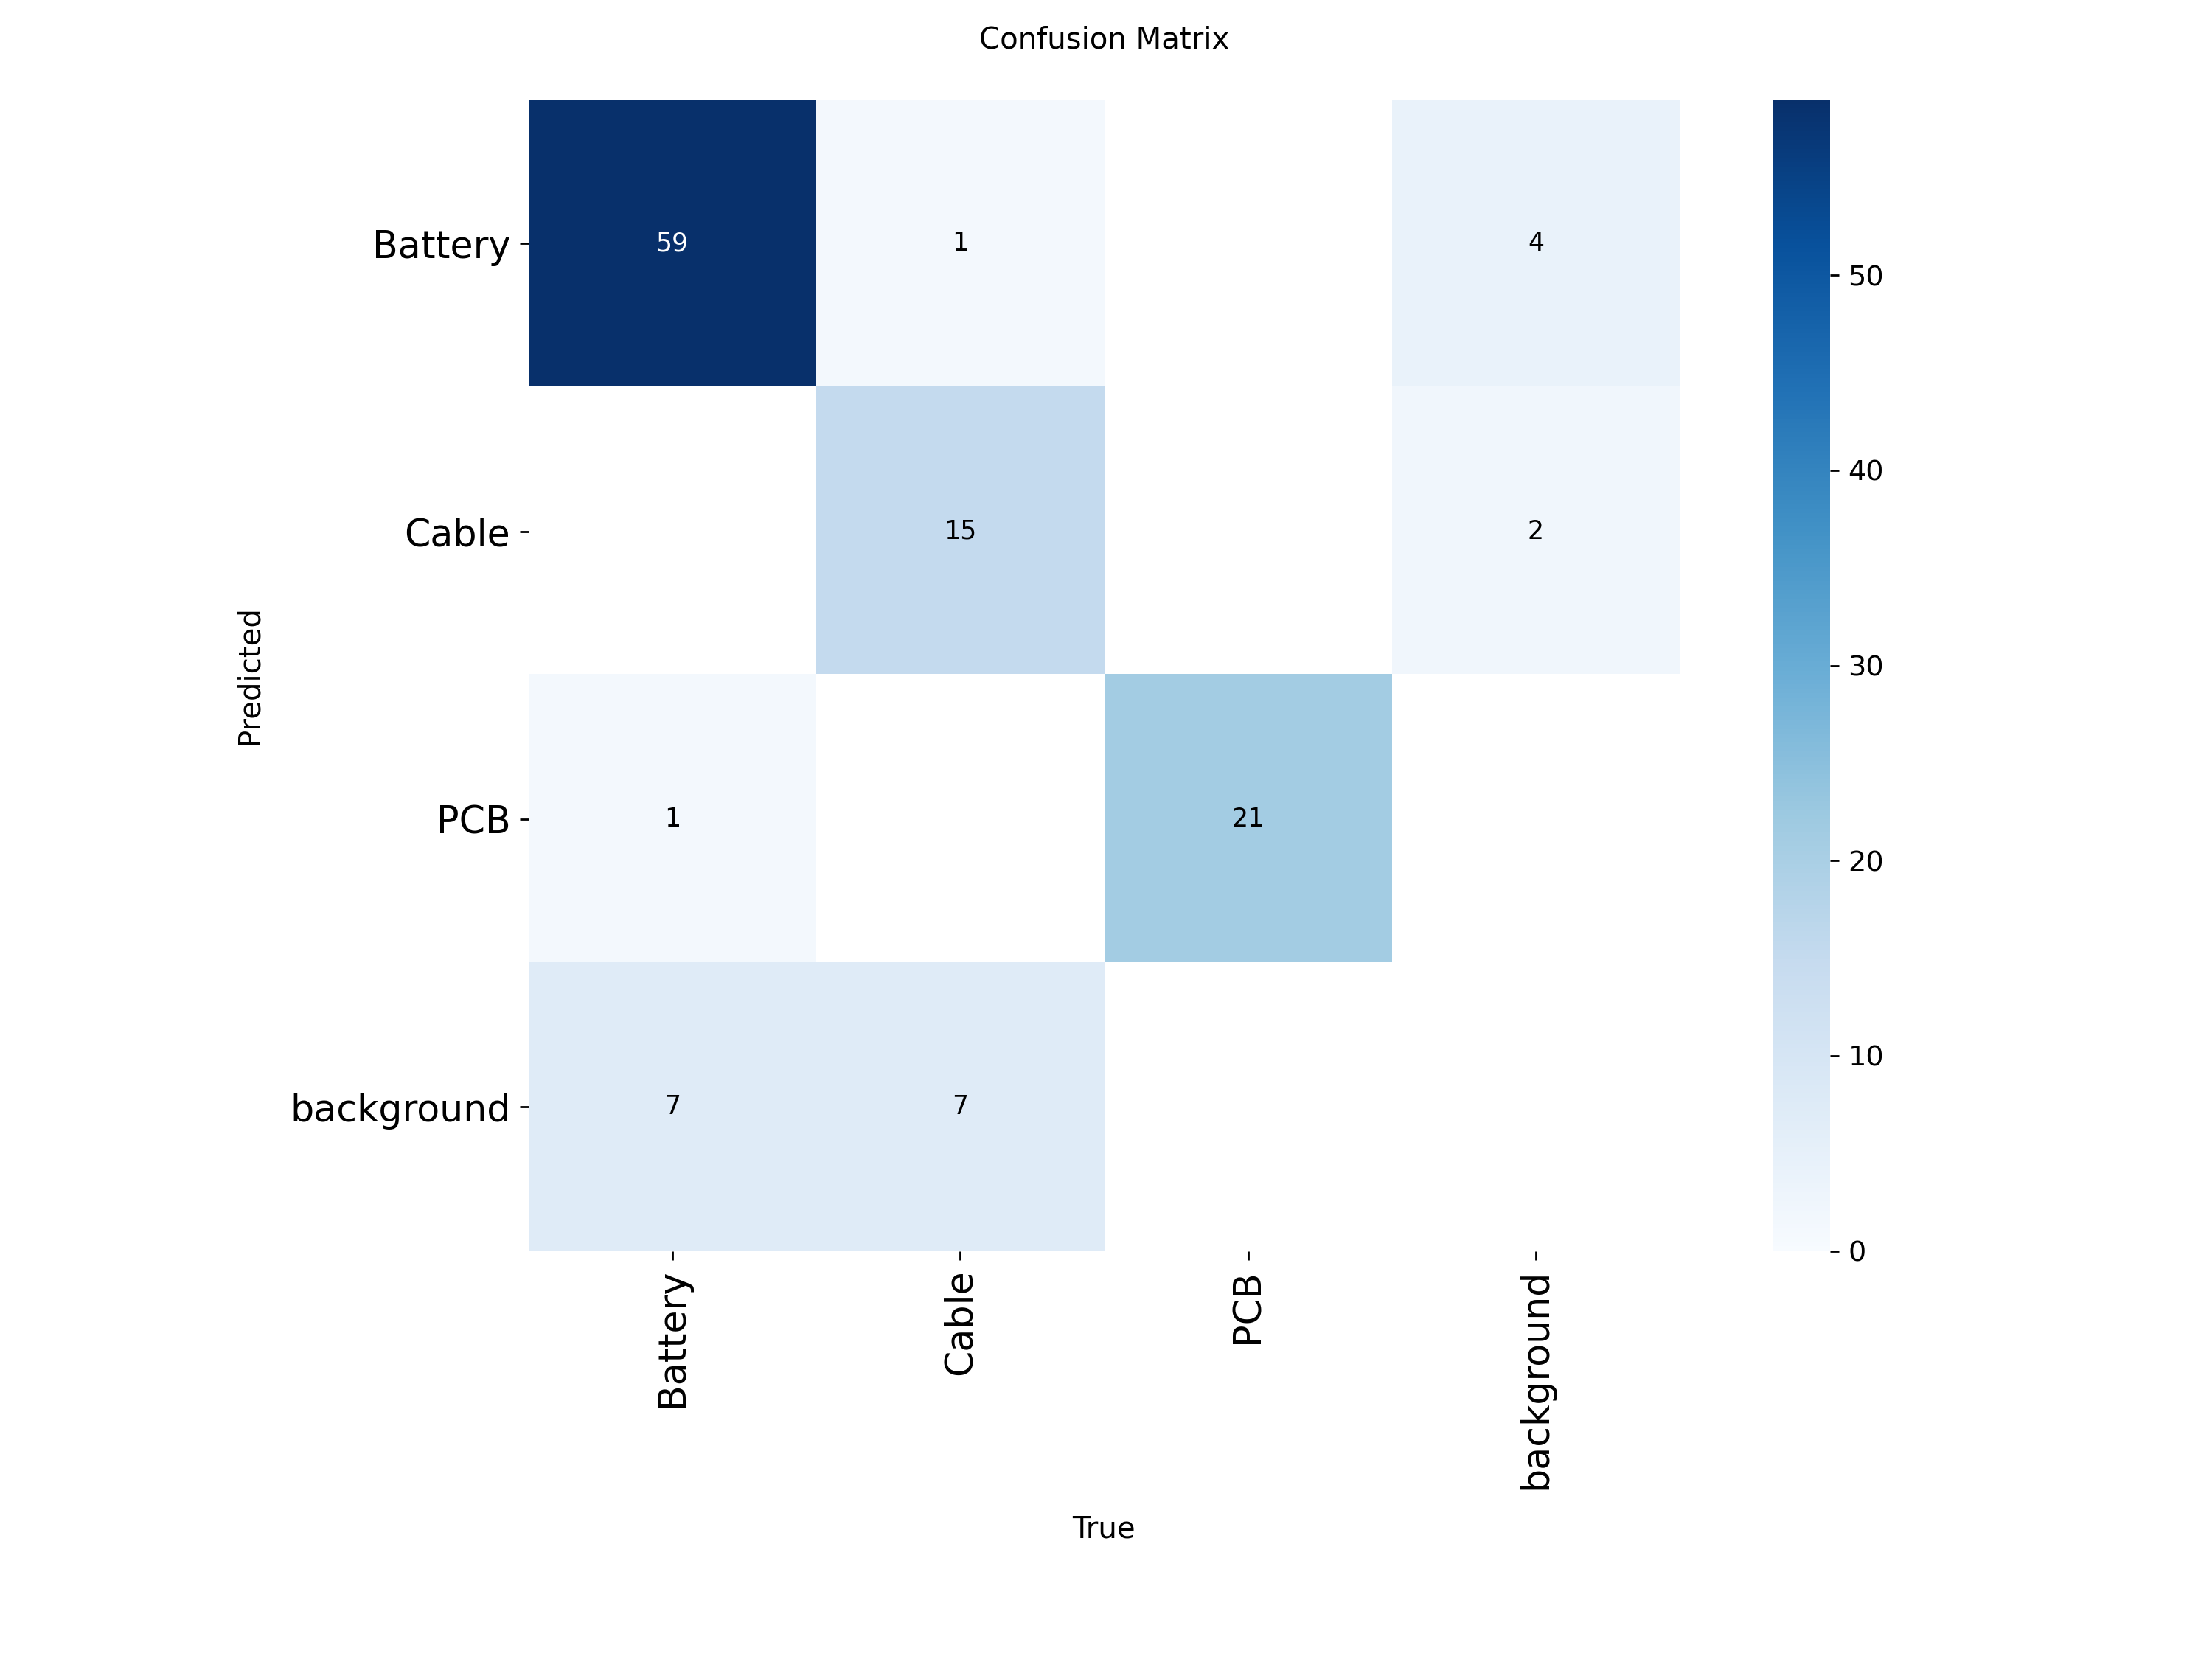 Confusion Matrix
Battery
59
1
4
50
40
Cable
15
2
Predicted
30
PCB
1
21
20
10
background
7
7
0
Battery
Cable
PCB
background
True